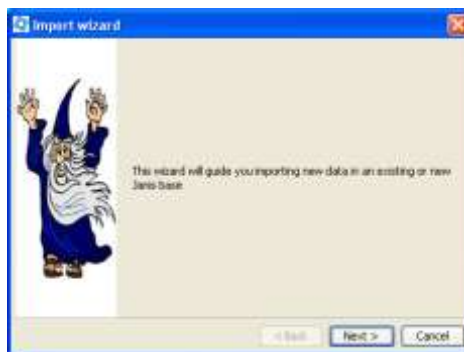 Import wizard
This wizard will guide you importing new data in an existing or new
Janis base
< Back
Next >
Cancel